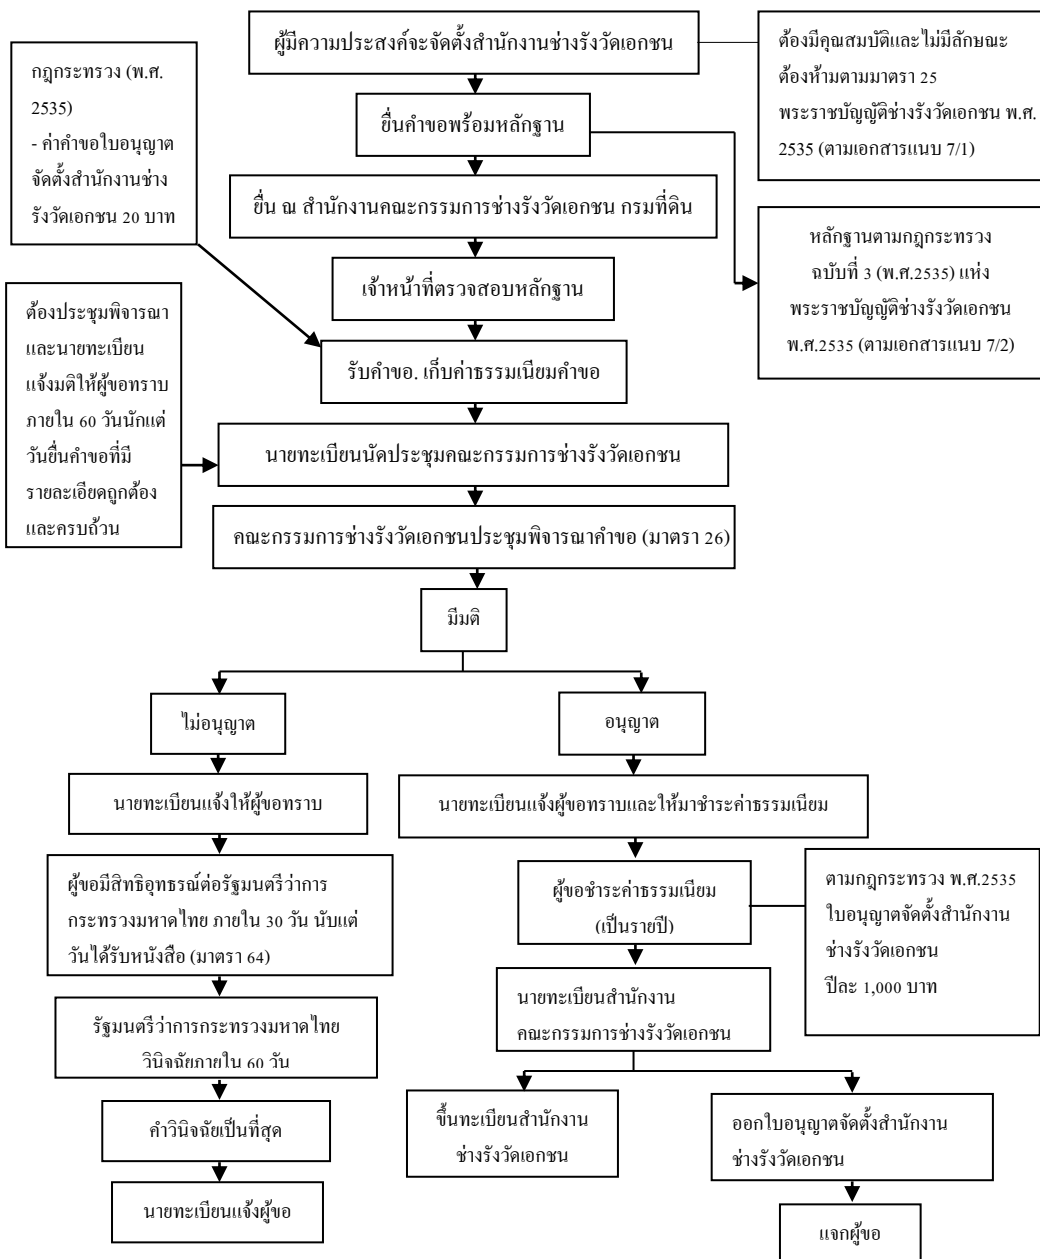 ผู้มีความประสงค์จะจัดตั้งสำนักงานช่างรังวัดเอกชน
ต้องมีคุณสมบัติและไม่มีลักษณะ
ต้องห้ามตามมาตรา 25
พระราชบัญญัติช่างรังวัดเอกชน พ.ศ.
2535 (ตามเอกสารแนบ 7/1)
กฎกระทรวง (พ.ศ.
2535)
- ค่าคำขอใบอนุญาต
จัดตั้งสำนักงานช่าง
รังวัดเอกชน 20 บาท
ยื่นคำขอพร้อมหลักฐาน
ยื่น ณ สำนักงานคณะกรรมการช่างรังวัดเอกชน กรมที่ดิน
หลักฐานตามกฎกระทรวง
ฉบับที่ 3 (พ.ศ.2535) แห่ง
พระราชบัญญัติช่างรังวัดเอกชน
พ.ศ.2535 (ตามเอกสารแนบ 7/2)
เจ้าหน้าที่ตรวจสอบหลักฐาน
ต้องประชุมพิจารณา
และนายทะเบียน
แจ้งมติให้ผู้ขอทราบ
ภายใน 60 วันนักแต่
วันยื่นคำขอที่มี
รายละเอียดถูกต้อง
และครบถ้วน
รับคำขอ. เก็บค่าธรรมเนียมคำขอ
นายทะเบียนนัดประชุมคณะกรรมการช่างรังวัดเอกชน
คณะกรรมการช่างรังวัดเอกชนประชุมพิจารณาคำขอ (มาตรา 26)
มีมติ
ไม่อนุญาต
อนุญาต
นายทะเบียนแจ้งให้ผู้ขอทราบ
นายทะเบียนแจ้งผู้ขอทราบและให้มาชำระค่าธรรมเนียม
ผู้ขอมีสิทธิอุทธรณ์ต่อรัฐมนตรีว่าการ
กระทรวงมหาดไทย ภายใน 30 วัน นับแต่
วันได้รับหนังสือ (มาตรา 64)
ผู้ขอชำระค่าธรรมเนียม
(เป็นรายปี)
ตามกฎกระทรวง พ.ศ.2535
ใบอนุญาตจัดตั้งสำนักงาน
ช่างรังวัดเอกชน
ปีละ 1,000 บาท
รัฐมนตรีว่าการกระทรวงมหาดไทย
วินิจฉัยภายใน 60 วัน
นายทะเบียนสำนักงาน
คณะกรรมการช่างรังวัดเอกชน
คำวินิจฉัยเป็นที่สุด
ขึ้นทะเบียนสำนักงาน
ช่างรังวัดเอกชน
ออกใบอนุญาตจัดตั้งสำนักงาน
ช่างรังวัดเอกชน
นายทะเบียนแจ้งผู้ขอ
แจกผู้ขอ